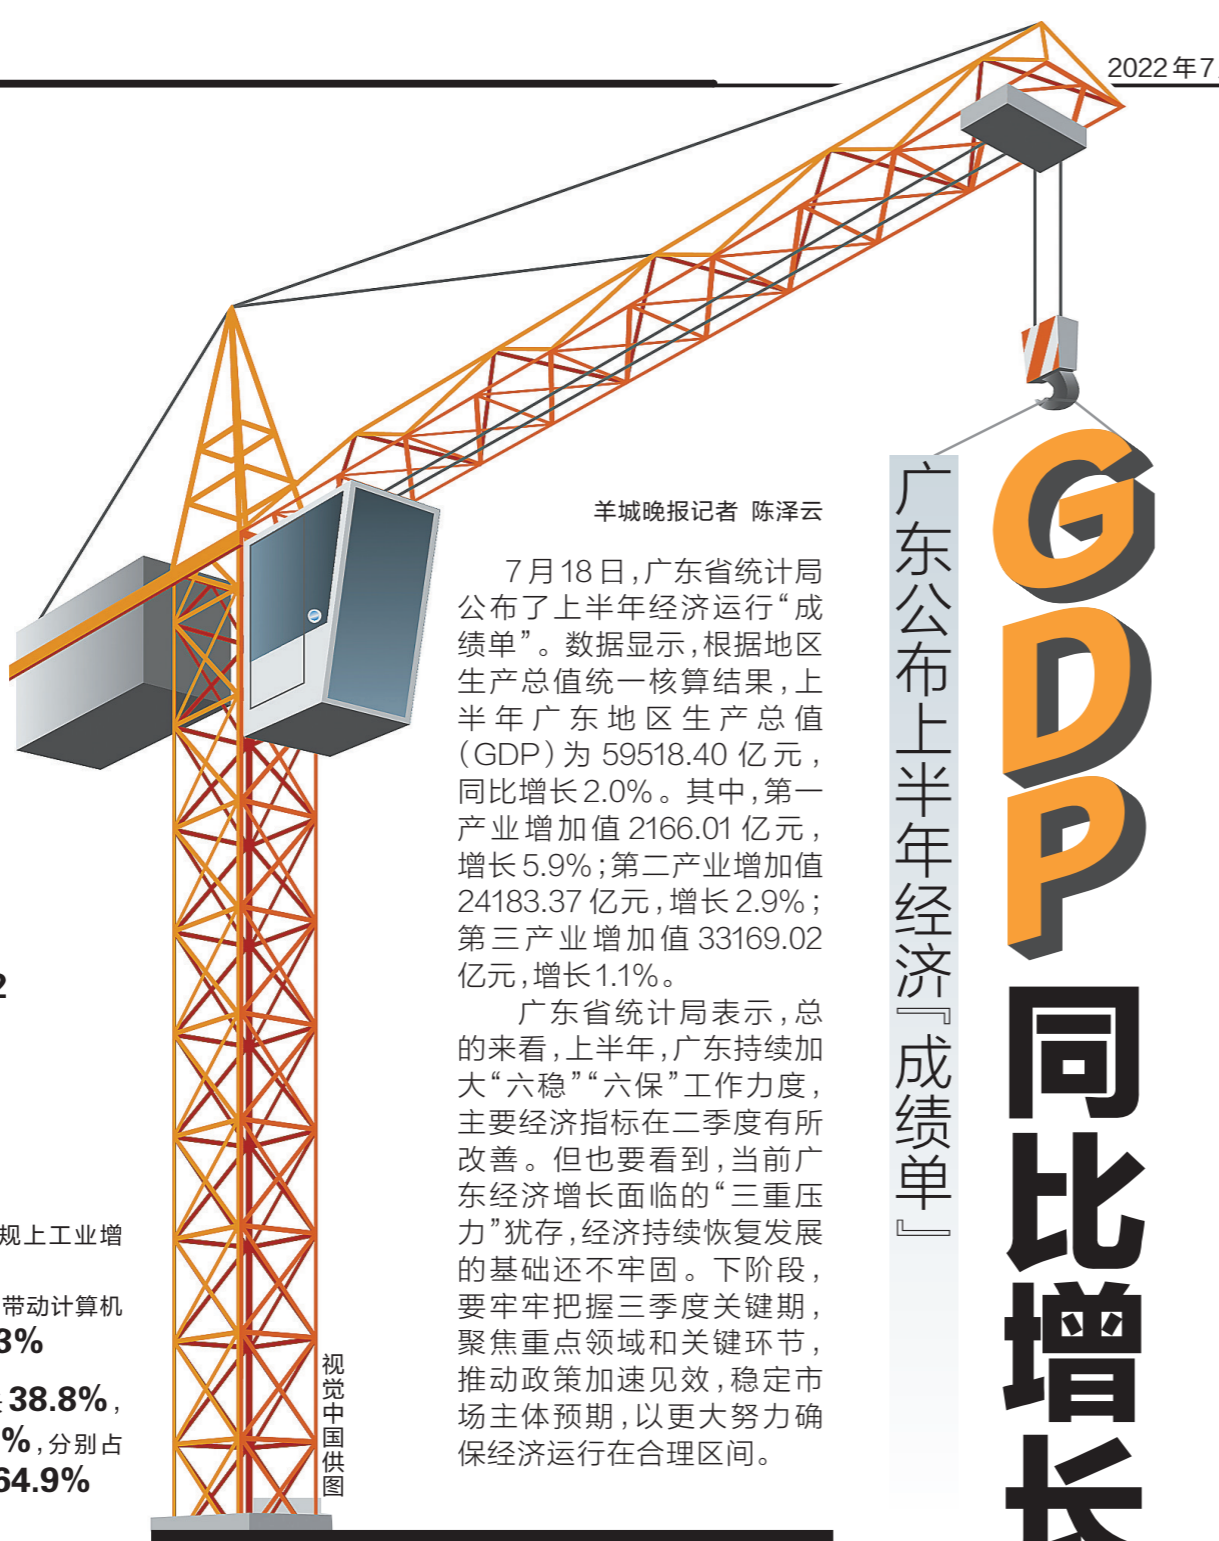 2022年7
GDP
同比增长
广东公布上半年经济『成绩单』
羊城晚报记者 陈泽云
7月18日,广东省统计局
公布了上半年经济运行“成
绩单”。数据显示,根据地区
生产总值统一核算结果,上
半年广东地区生产总值
(GDP)为59518.40亿元,
同比增长2.0%。其中,第一
产业增加值2166.01亿元,
增长5.9%;第二产业增加值
24183.37亿元,增长2.9%;
第三产业增加值33169.02
亿元,增长1.1%。
广东省统计局表示,总
的来看,上半年,广东持续加
大“六稳”“六保”工作力度,
主要经济指标在二季度有所
改善。但也要看到,当前广
东经济增长面临的“三重压
力”犹存,经济持续恢复发展
的基础还不牢固。下阶段,
要牢牢把握三季度关键期,
聚焦重点领域和关键环节,
推动政策加速见效,稳定市
场主体预期,以更大努力确
保经济运行在合理区间。
2
规上工业增
带动计算机
3%
38.8%,
%,分别占
64.9%
视觉中国供图